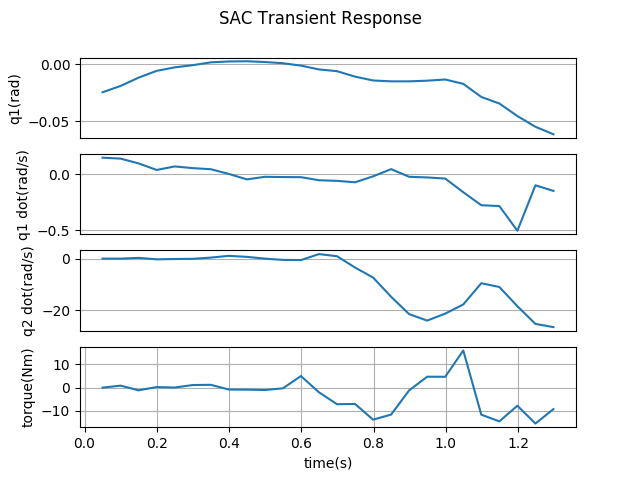 SAC Transient Response
q1(rad)
0.00
−0.05
q1 dot(rad/s)
0.0
−0.5
q2 dot(rad/s)
0
−20
torque(Nm)
10
0
−10
0.0 0.2 0.4 0.6 0.8 1.0 1.2
time(s)